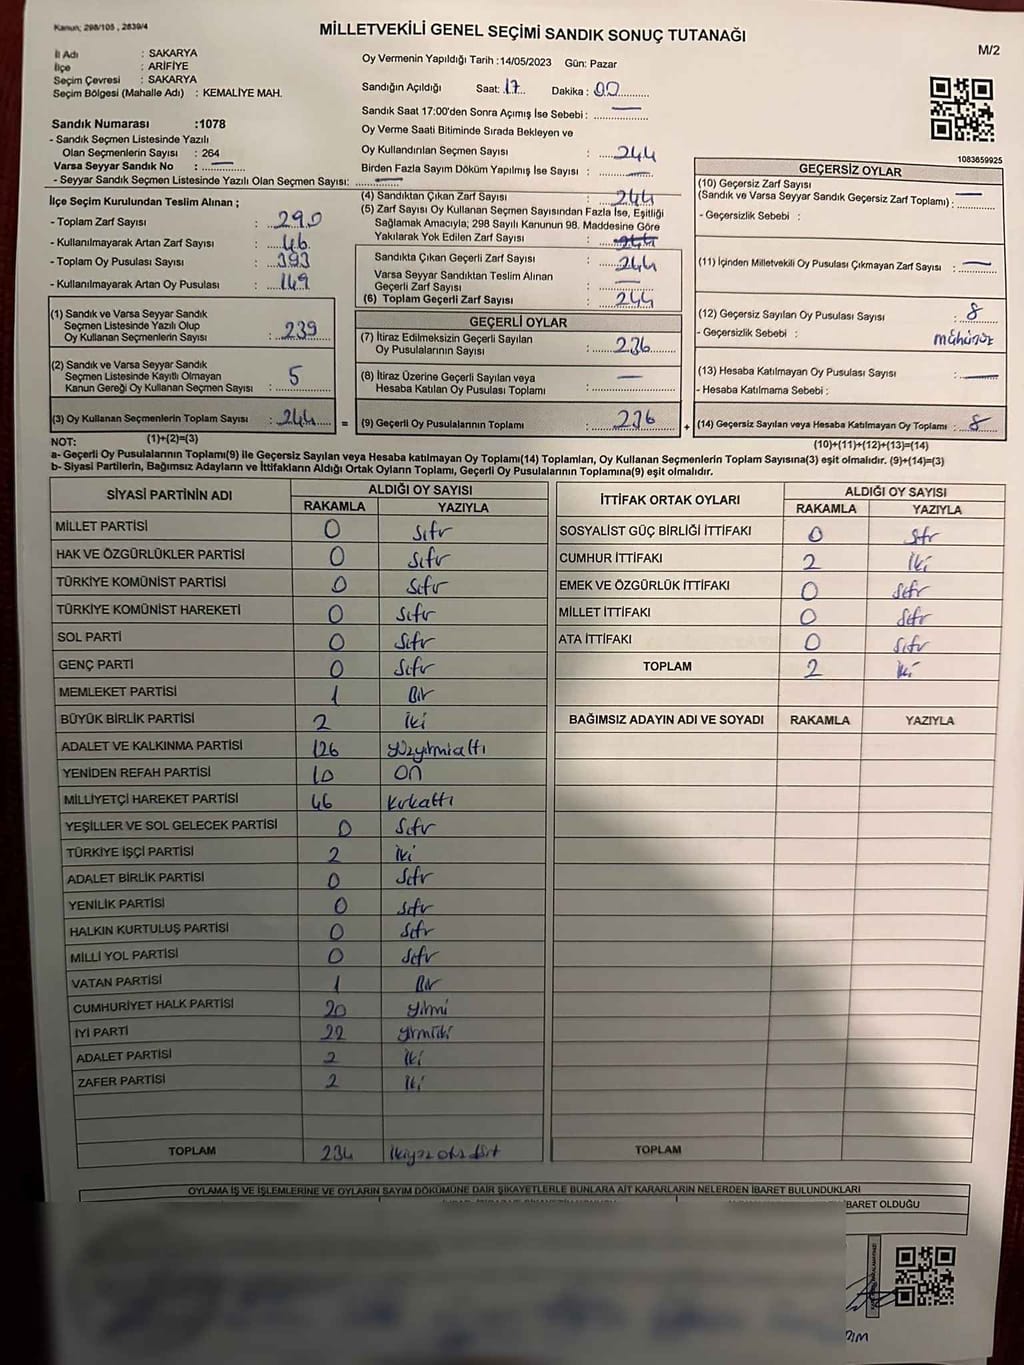 Kanun; 298/105 , 2839/4
MİLLETVEKİLİ GENEL SEÇİMİ SANDIK SONUÇ TUTANAĞI
M/2
İl Adı : SAKARYA
İlçe : ARİFİYE
Seçim Çevresi : SAKARYA
Seçim Bölgesi (Mahalle Adı) : KEMALİYE MAH.
Sandık Numarası :1078
- Sandık Seçmen Listesinde Yazılı
Olan Seçmenlerin Sayısı : 264
Varsa Seyyar Sandık No : —
- Seyyar Sandık Seçmen Listesinde Yazılı Olan Seçmen Sayısı: —
Oy Vermenin Yapıldığı Tarih :14/05/2023 Gün: Pazar
Sandığın Açıldığı Saat: 17 Dakika : 00
Sandık Saat 17:00'den Sonra Açımış İse Sebebi : —
Oy Verme Saati Bitiminde Sırada Bekleyen ve
Oy Kullandırılan Seçmen Sayısı : 244
Birden Fazla Sayım Döküm Yapılmış İse Sayısı : —
1083659925
İlçe Seçim Kurulundan Teslim Alınan ;
- Toplam Zarf Sayısı : 290
- Kullanılmayarak Artan Zarf Sayısı : 46
- Toplam Oy Pusulası Sayısı : 393
- Kullanılmayarak Artan Oy Pusulası : 149
(4) Sandıktan Çıkan Zarf Sayısı : 244
(5) Zarf Sayısı Oy Kullanan Seçmen Sayısından Fazla İse, Eşitliği
Sağlamak Amacıyla; 298 Sayılı Kanunun 98. Maddesine Göre
Yakılarak Yok Edilen Zarf Sayısı : 244
Sandıkta Çıkan Geçerli Zarf Sayısı : 244
Varsa Seyyar Sandıktan Teslim Alınan
Geçerli Zarf Sayısı : —
(6) Toplam Geçerli Zarf Sayısı : 244
GEÇERSİZ OYLAR
(10) Geçersiz Zarf Sayısı
(Sandık ve Varsa Seyyar Sandık Geçersiz Zarf Toplamı) : —
- Geçersizlik Sebebi :
(11) İçinden Milletvekili Oy Pusulası Çıkmayan Zarf Sayısı : —
(12) Geçersiz Sayılan Oy Pusulası Sayısı : 8
- Geçersizlik Sebebi : mühürsüz
(13) Hesaba Katılmayan Oy Pusulası Sayısı : —
- Hesaba Katılmama Sebebi :
(14) Geçersiz Sayılan veya Hesaba katılmayan Oy Toplamı : 8
(1) Sandık ve Varsa Seyyar Sandık
Seçmen Listesinde Yazılı Olup
Oy Kullanan Seçmenlerin Sayısı : 239
(2) Sandık ve Varsa Seyyar Sandık
Seçmen Listesinde Kayıtlı Olmayan
Kanun Gereği Oy Kullanan Seçmen Sayısı : 5
(3) Oy Kullanan Seçmenlerin Toplam Sayısı : 244 =
GEÇERLİ OYLAR
(7) İtiraz Edilmeksizin Geçerli Sayılan
Oy Pusulalarının Sayısı : 236
(8) İtiraz Üzerine Geçerli Sayılan veya
Hesaba Katılan Oy Pusulası Toplamı : —
(9) Geçerli Oy Pusulalarının Toplamı : 236 +
NOT: (1)+(2)=(3)
(10)+(11)+(12)+(13)=(14)
a- Geçerli Oy Pusulalarının Toplamı(9) ile Geçersiz Sayılan veya Hesaba katılmayan Oy Toplamı(14) Toplamları, Oy Kullanan Seçmenlerin Toplam Sayısına(3) eşit olmalıdır. (9)+(14)=(3)
b- Siyasi Partilerin, Bağımsız Adayların ve İttifakların Aldığı Ortak Oyların Toplamı, Geçerli Oy Pusulalarının Toplamına(9) eşit olmalıdır.
SİYASİ PARTİNİN ADI ALDIĞI OY SAYISI
RAKAMLA YAZIYLA
MİLLET PARTİSİ 0 Sıfır
HAK VE ÖZGÜRLÜKLER PARTİSİ 0 Sıfır
TÜRKİYE KOMÜNİST PARTİSİ 0 Sıfır
TÜRKİYE KOMÜNİST HAREKETİ 0 Sıfır
SOL PARTİ 0 Sıfır
GENÇ PARTİ 0 Sıfır
MEMLEKET PARTİSİ 1 Bir
BÜYÜK BİRLİK PARTİSİ 2 İki
ADALET VE KALKINMA PARTİSİ 126 yüzyirmialtı
YENİDEN REFAH PARTİSİ 10 ON
MİLLİYETÇİ HAREKET PARTİSİ 46 kırkaltı
YEŞİLLER VE SOL GELECEK PARTİSİ 0 Sıfır
TÜRKİYE İŞÇİ PARTİSİ 2 İki
ADALET BİRLİK PARTİSİ 0 Sıfır
YENİLİK PARTİSİ 0 Sıfır
HALKIN KURTULUŞ PARTİSİ 0 Sıfır
MİLLİ YOL PARTİSİ 0 Sıfır
VATAN PARTİSİ 1 Bir
CUMHURİYET HALK PARTİSİ 20 yirmi
İYİ PARTİ 22 yirmiiki
ADALET PARTİSİ 2 İki
ZAFER PARTİSİ 2 İki
TOPLAM 234 ikiyüz otuz dört
İTTİFAK ORTAK OYLARI ALDIĞI OY SAYISI
RAKAMLA YAZIYLA
SOSYALİST GÜÇ BİRLİĞİ İTTİFAKI 0 Sıfır
CUMHUR İTTİFAKI 2 İki
EMEK VE ÖZGÜRLÜK İTTİFAKI 0 Sıfır
MİLLET İTTİFAKI 0 Sıfır
ATA İTTİFAKI 0 Sıfır
TOPLAM 2 İki
BAĞIMSIZ ADAYIN ADI VE SOYADI RAKAMLA YAZIYLA
TOPLAM
OYLAMA İŞ VE İŞLEMLERİNE VE OYLARIN SAYIM DÖKÜMÜNE DAİR ŞİKAYETLERLE BUNLARA AİT KARARLARIN NELERDEN İBARET BULUNDUKLARI
İBARET OLDUĞU